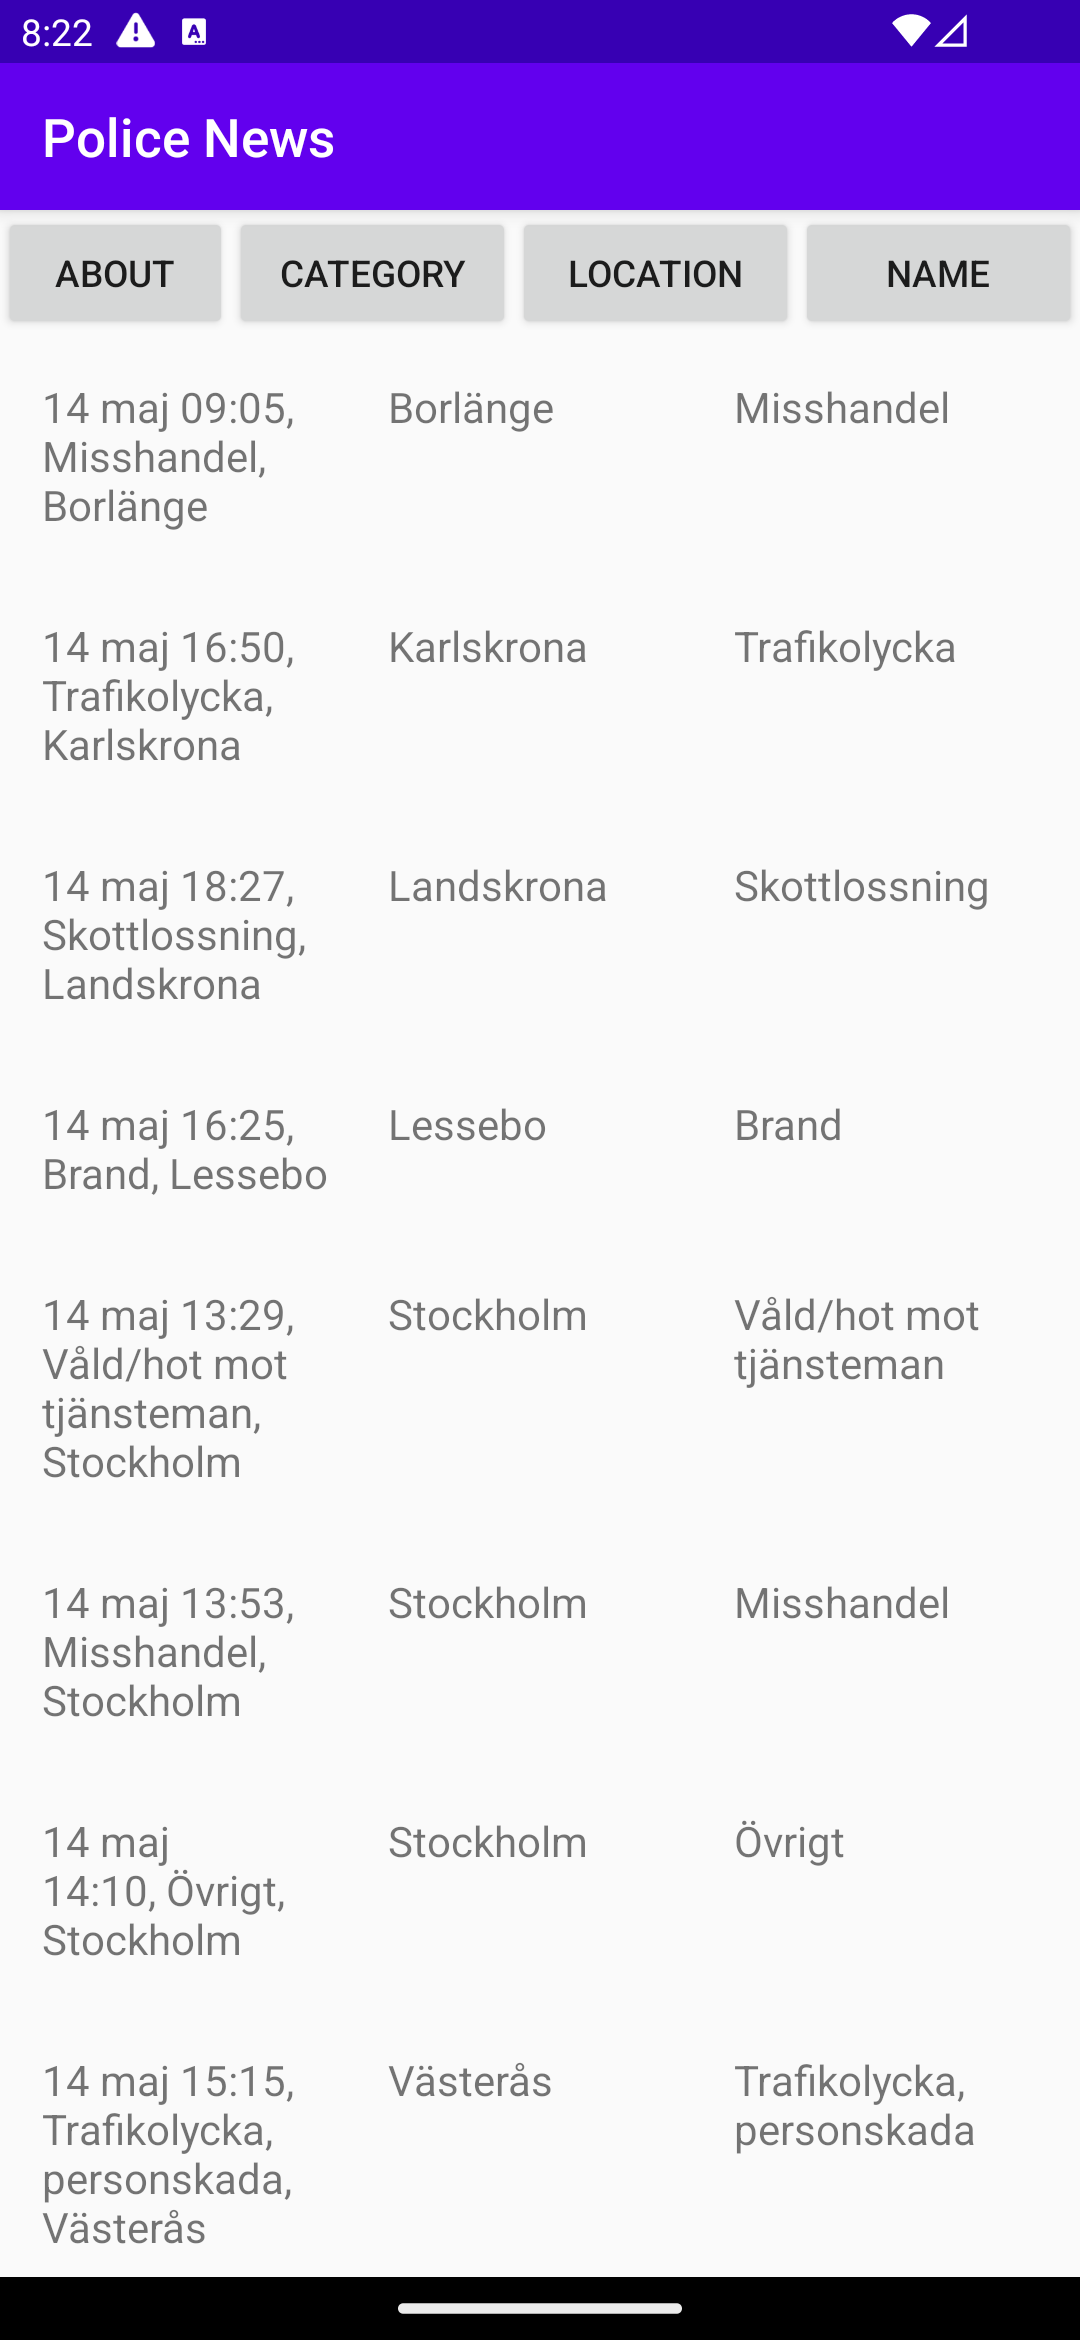 8:22
Police News
ABOUT CATEGORY LOCATION NAME
14 maj 09:05, Borlänge Misshandel
Misshandel,
Borlänge
14 maj 16:50, Karlskrona Trafikolycka
Trafikolycka,
Karlskrona
14 maj 18:27, Landskrona Skottlossning
Skottlossning,
Landskrona
14 maj 16:25, Lessebo Brand
Brand, Lessebo
14 maj 13:29, Stockholm Våld/hot mot
Våld/hot mot tjänsteman
tjänsteman,
Stockholm
14 maj 13:53, Stockholm Misshandel
Misshandel,
Stockholm
14 maj Stockholm Övrigt
14:10, Övrigt,
Stockholm
14 maj 15:15, Västerås Trafikolycka,
Trafikolycka, personskada
personskada,
Västerås